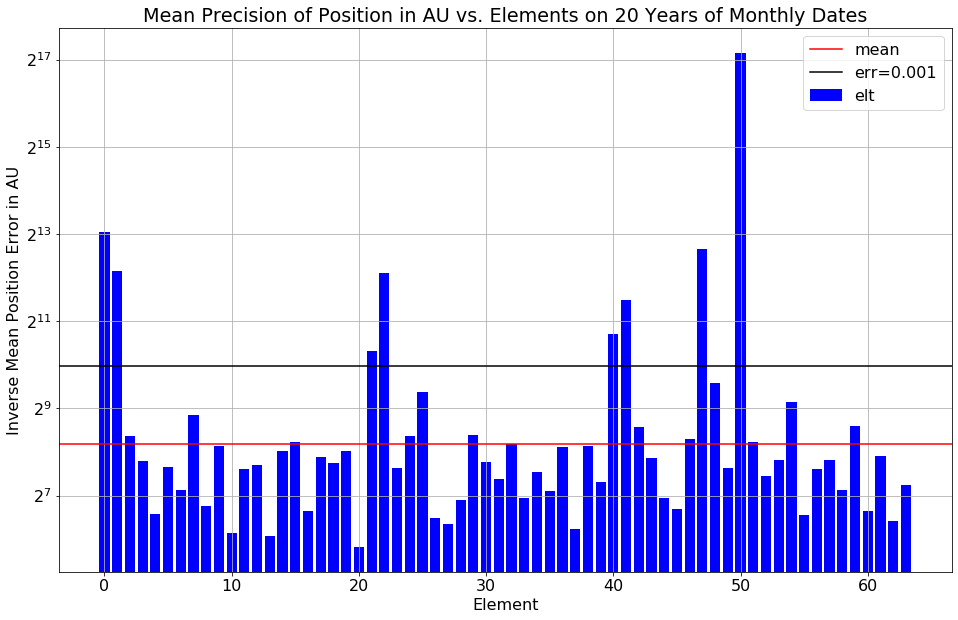 Mean Precision of Position in AU vs. Elements on 20 Years of Monthly Dates
Inverse Mean Position Error in AU
2^17
2^15
2^13
2^11
2^9
2^7
mean
err=0.001
elt
0 10 20 30 40 50 60
Element